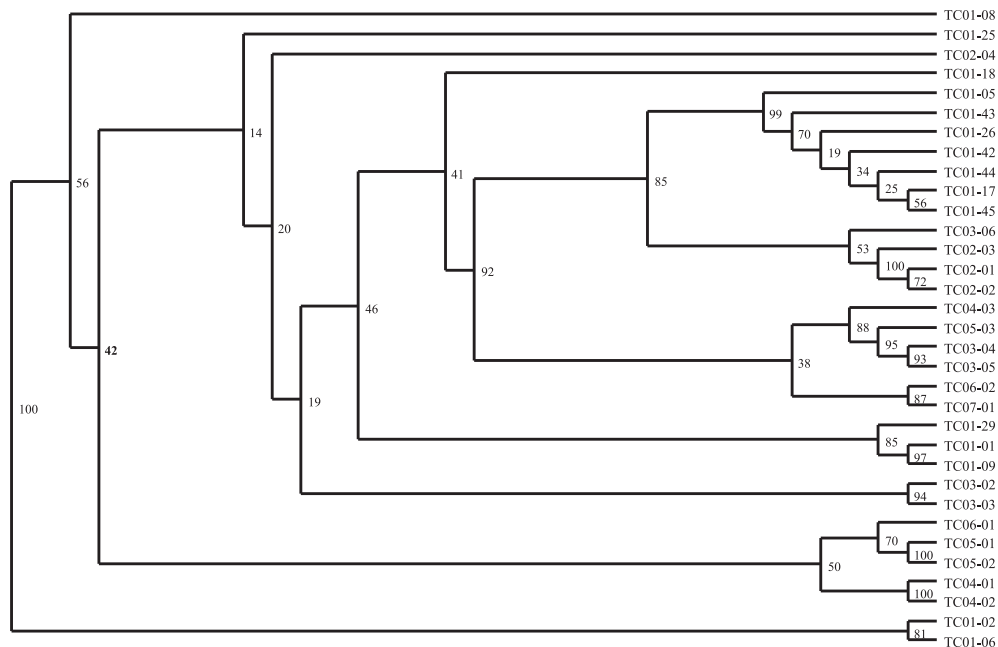 TC01-08
TC01-25
TC02-04
TC01-18
TC01-05
99
TC01-43
70
TC01-26
19
TC01-42
34
TC01-44
25
TC01-17
56
TC01-45
14
41
85
56
TC03-06
53
TC02-03
100
TC02-01
72
TC02-02
20
92
TC04-03
88
TC05-03
95
TC03-04
93
TC03-05
46
42
38
TC06-02
87
TC07-01
19
100
TC01-29
85
TC01-01
97
TC01-09
TC03-02
94
TC03-03
TC06-01
70
TC05-01
100
TC05-02
50
TC04-01
100
TC04-02
TC01-02
81
TC01-06